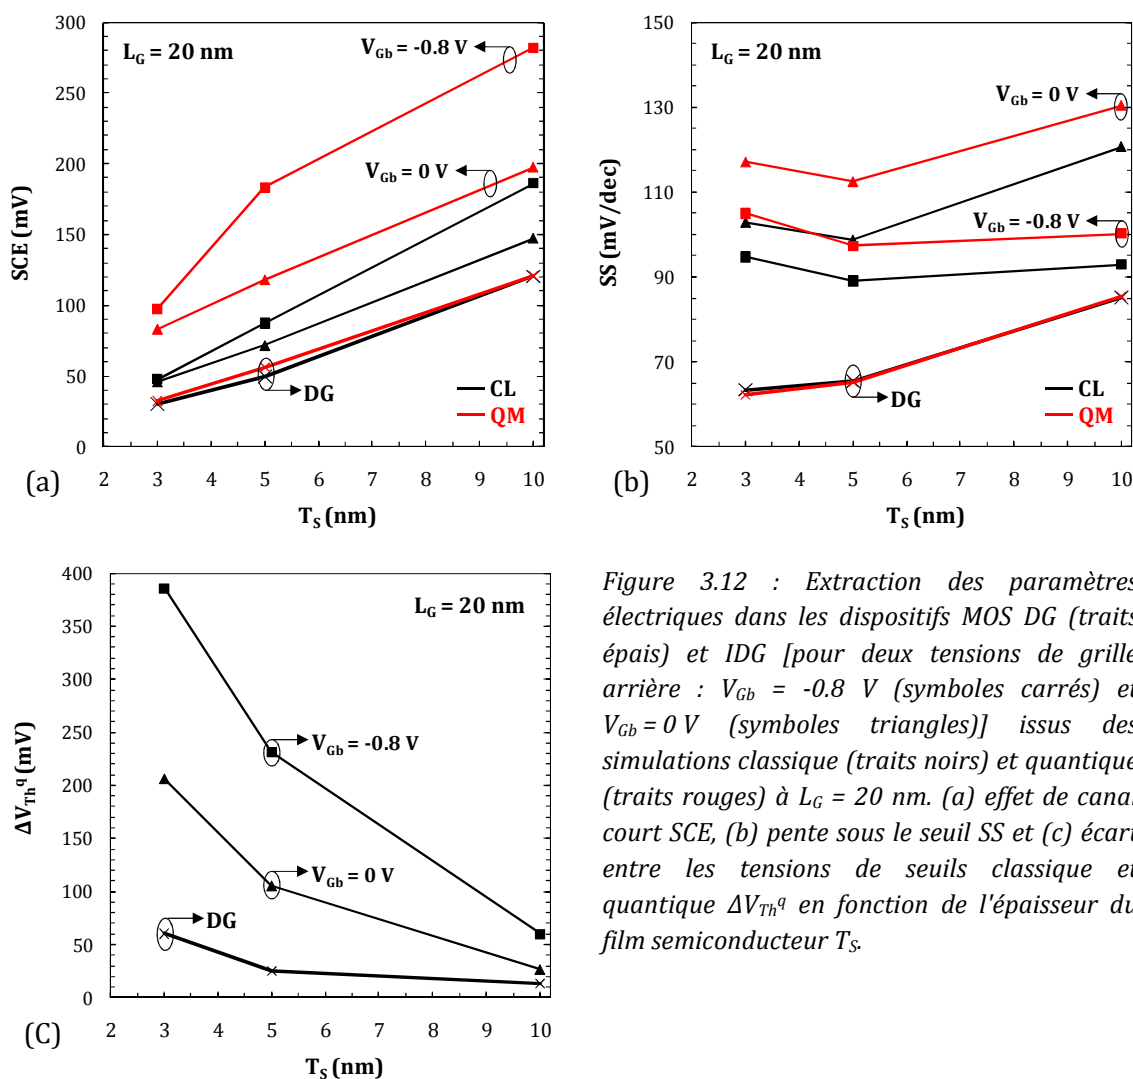 300
250
200
150
100
50
0
SCE (mV)
L_G = 20 nm
V_Gb = -0.8 V
V_Gb = 0 V
DG
CL
QM
2 3 4 5 6 7 8 9 10
(a)
T_S (nm)
150
130
110
90
70
50
SS (mV/dec)
L_G = 20 nm
V_Gb = 0 V
V_Gb = -0.8 V
DG
CL
QM
2 3 4 5 6 7 8 9 10
(b)
T_S (nm)
400
350
300
250
200
150
100
50
0
ΔV_Th^q (mV)
L_G = 20 nm
V_Gb = -0.8 V
V_Gb = 0 V
DG
2 3 4 5 6 7 8 9 10
(C)
T_S (nm)
Figure 3.12 : Extraction des paramètres
électriques dans les dispositifs MOS DG (traits
épais) et IDG [pour deux tensions de grille
arrière : V_Gb = -0.8 V (symboles carrés) et
V_Gb = 0 V (symboles triangles)] issus des
simulations classique (traits noirs) et quantique
(traits rouges) à L_G = 20 nm. (a) effet de canal
court SCE, (b) pente sous le seuil SS et (c) écart
entre les tensions de seuils classique et
quantique ΔV_Th^q en fonction de l'épaisseur du
film semiconducteur T_S.